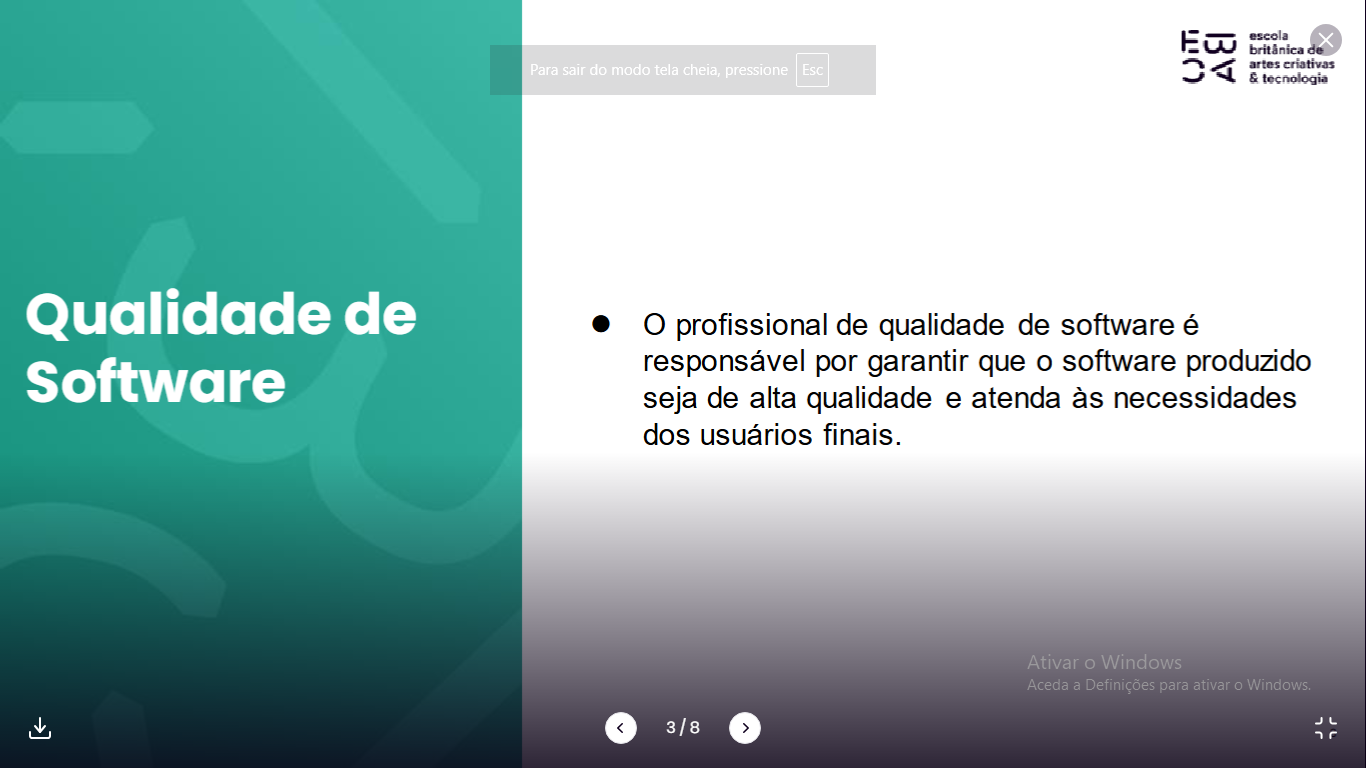 Para sair do modo tela cheia, pressione Esc
EBAC
escola
britânica de
artes criativas
& tecnologia
Qualidade de
Software
● O profissional de qualidade de software é
responsável por garantir que o software produzido
seja de alta qualidade e atenda às necessidades
dos usuários finais.
Ativar o Windows
Aceda a Definições para ativar o Windows.
3 / 8